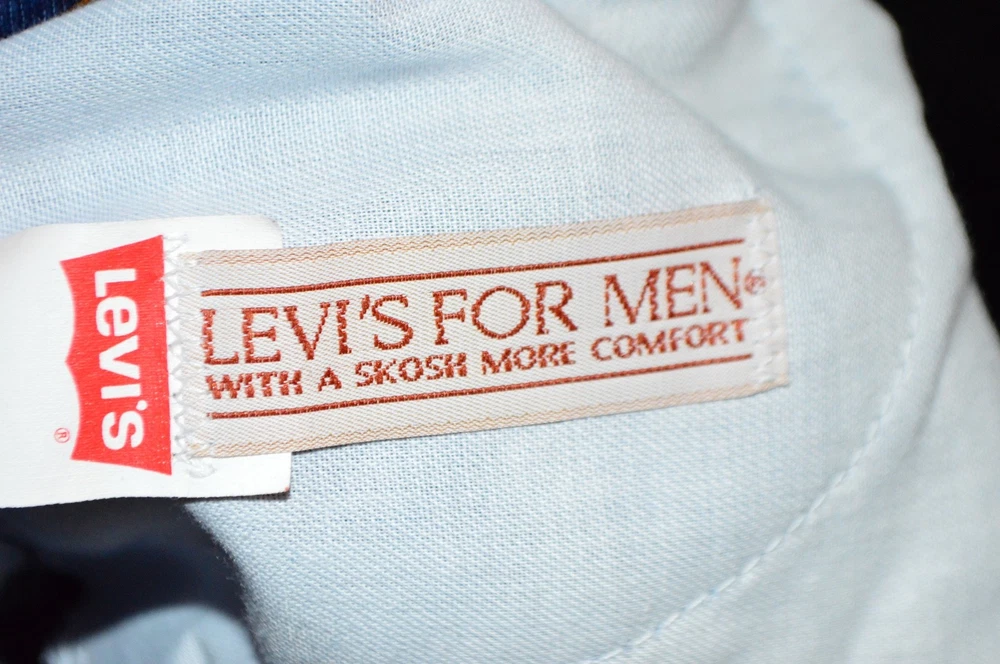 Levi's
®
LEVI'S FOR MEN®
WITH A SKOSH MORE COMFORT